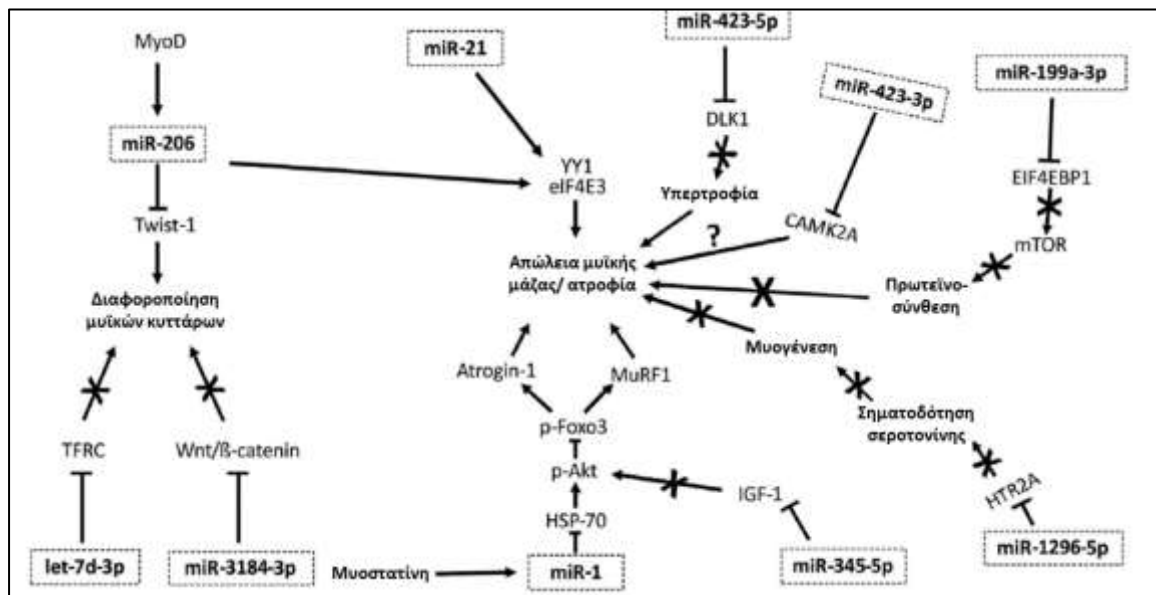 miR-423-5p
MyoD
miR-21
miR-199a-3p
miR-423-3p
DLK1
miR-206
YY1
eIF4E3
EIF4EBP1
Υπερτροφία
Twist-1
CAMK2A
?
mTOR
Απώλεια μυϊκής
μάζας/ ατροφία
Πρωτεϊνο-
σύνθεση
Διαφοροποίηση
μυϊκών κυττάρων
Μυογένεση
Atrogin-1
MuRF1
Σηματοδότηση
σεροτονίνης
p-Foxo3
TFRC
Wnt/ß-catenin
p-Akt
IGF-1
HTR2A
HSP-70
miR-1296-5p
let-7d-3p
miR-3184-3p
Μυοστατίνη
miR-1
miR-345-5p